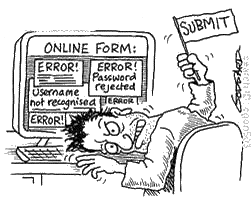 SUBMIT
ONLINE FORM:
ERROR!
ERROR!
Password
rejected
Username
not recognised
ERROR!
ERROR!